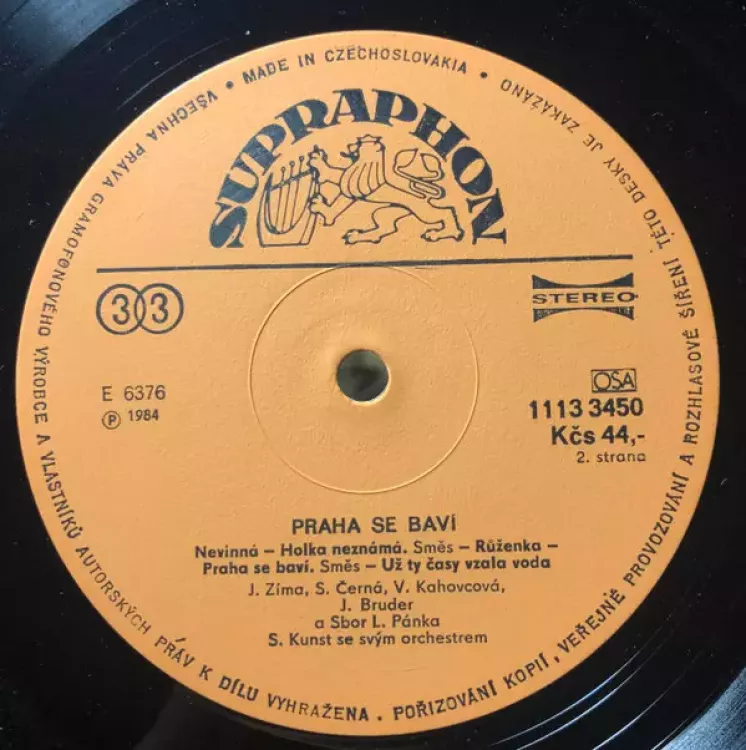 VŠECHNA PRÁVA GRAMOFONOVÉHO VÝROBCE A VLASTNÍKŮ AUTORSKÝCH PRÁV K DÍLU VYHRAŽENA • POŘIZOVÁNÍ KOPIÍ, VEŘEJNÉ PROVOZOVÁNÍ A ROZHLASOVÉ ŠÍŘENÍ TÉTO DESKY JE ZAKÁZÁNO • MADE IN CZECHOSLOVAKIA •
SUPRAPHON
33
STEREO
E 6376
Ⓟ 1984
OSA
1113 3450
Kčs 44,-
2. strana
PRAHA SE BAVÍ
Nevinná – Holka neznámá. Směs – Růženka –
Praha se baví. Směs – Už ty časy vzala voda
J. Zíma, S. Černá, V. Kahovcová,
J. Bruder
a Sbor L. Pánka
S. Kunst se svým orchestrem